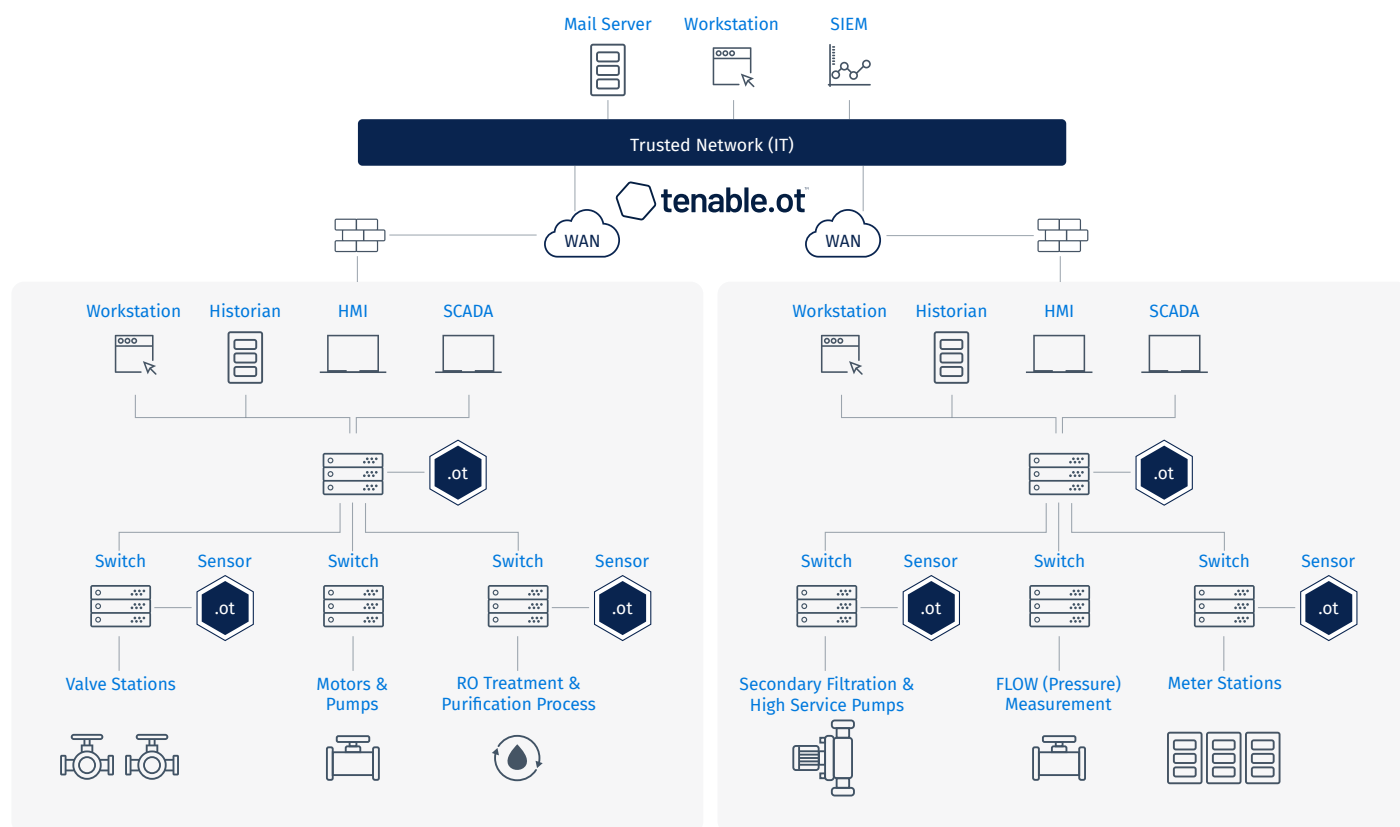 Mail Server
Workstation
SIEM
Trusted Network (IT)
tenable.ot™
WAN
WAN
Workstation
Historian
HMI
SCADA
Workstation
Historian
HMI
SCADA
.ot
.ot
Switch
Sensor
Switch
Switch
Sensor
Switch
Sensor
Switch
Switch
Sensor
.ot
.ot
.ot
.ot
Valve Stations
Motors &
Pumps
RO Treatment &
Purification Process
Secondary Filtration &
High Service Pumps
FLOW (Pressure)
Measurement
Meter Stations